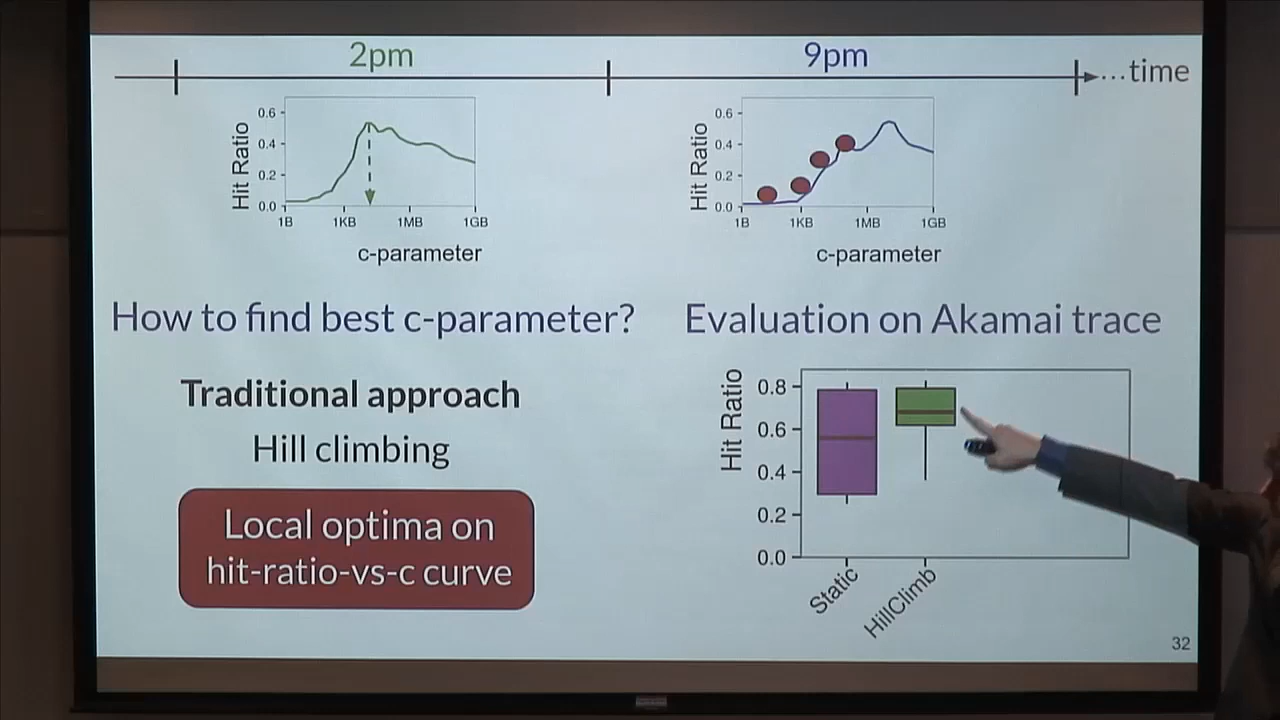 2pm
9pm
...time
0.6
0.4
0.2
0.0
Hit Ratio
1B
1KB
1MB
1GB
c-parameter
0.6
0.4
0.2
0.0
Hit Ratio
1B
1KB
1MB
1GB
c-parameter
How to find best c-parameter?
Traditional approach
Hill climbing
Local optima on
hit-ratio-vs-c curve
Evaluation on Akamai trace
Hit Ratio
0.8
0.6
0.4
0.2
0.0
Static
HillClimb
32